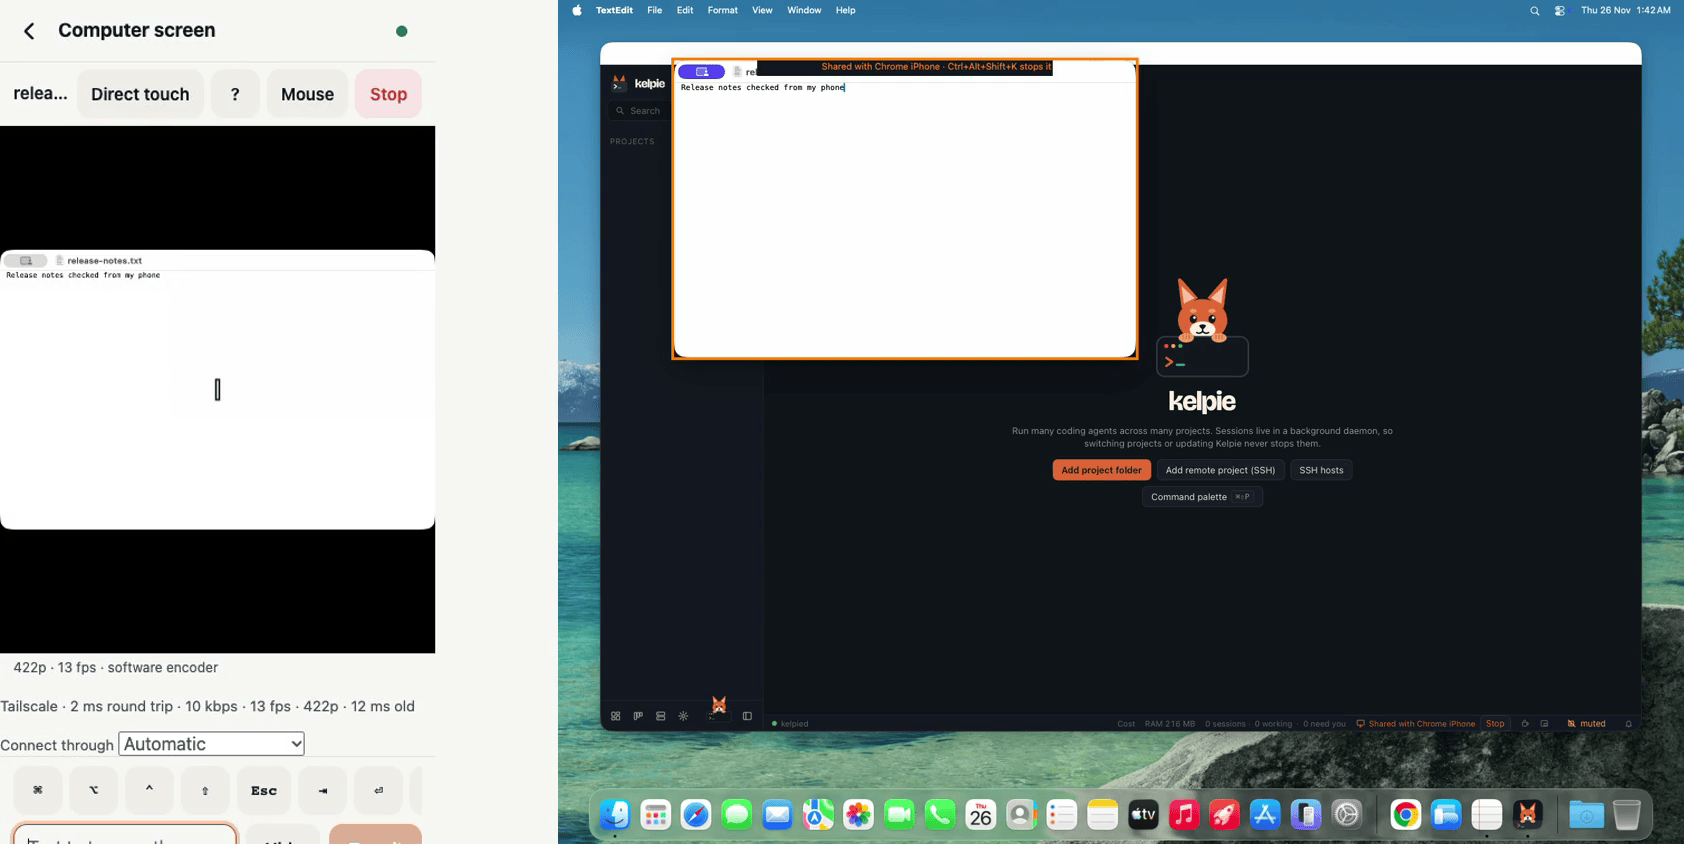 Computer screen
relea...
Direct touch
?
Mouse
Stop
release-notes.txt
Release notes checked from my phone
422p · 13 fps · software encoder
Tailscale · 2 ms round trip · 10 kbps · 13 fps · 422p · 12 ms old
Connect through Automatic
⌘ ⌥ ^ ⇧ Esc ⇥ ⏎
TextEdit File Edit Format View Window Help
Thu 26 Nov 1:42 AM
kelpie
Search
PROJECTS
rel
Shared with Chrome iPhone · Ctrl+Alt+Shift+K stops it
Release notes checked from my phone
kelpie
Run many coding agents across many projects. Sessions live in a background daemon, so
switching projects or updating Kelpie never stops them.
Add project folder
Add remote project (SSH)
SSH hosts
Command palette ⌘⇧P
kelpied
Cost RAM 216 MB 0 sessions · 0 working · 0 need you Shared with Chrome iPhone Stop muted
Thu
26
tv